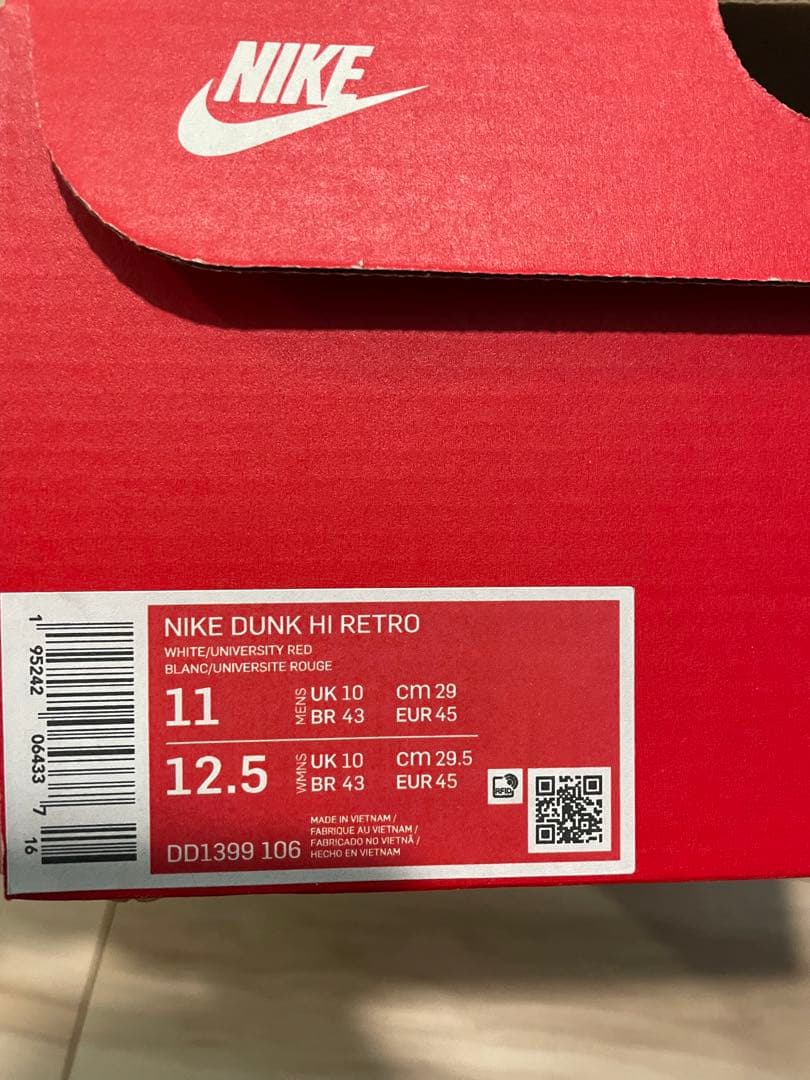 NIKE
NIKE DUNK HI RETRO
WHITE/UNIVERSITY RED
BLANC/UNIVERSITE ROUGE
11 MENS UK 10 cm 29
BR 43 EUR 45
12.5 WMNS UK 10 cm 29.5
BR 43 EUR 45
RFID
DD1399 106
MADE IN VIETNAM /
FABRIQUE AU VIETNAM /
FABRICADO NO VIETNÃ /
HECHO EN VIETNAM
1 95242 06433 7 16